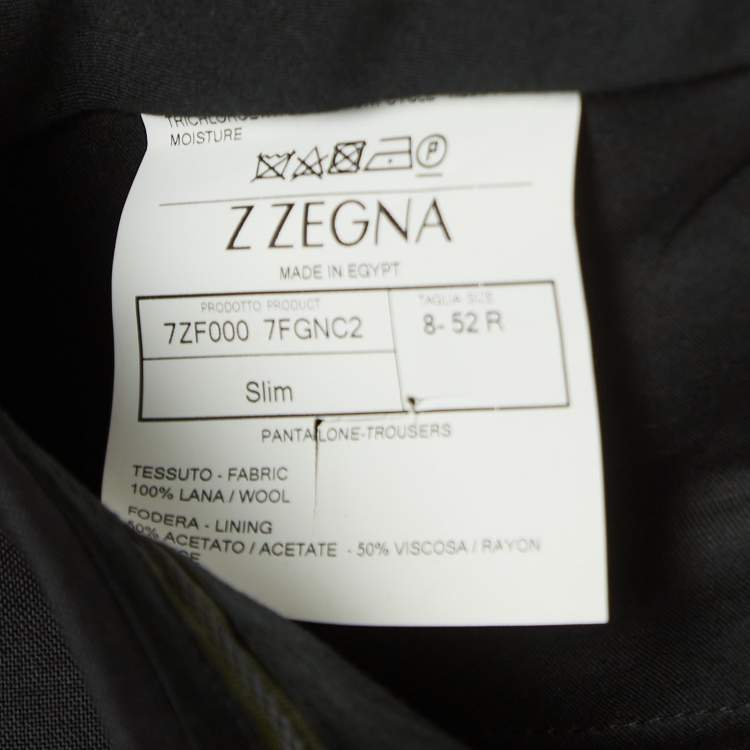 MOISTURE
P
Z ZEGNA
MADE IN EGYPT
PRODOTTO PRODUCT
TAGLIA SIZE
7ZF000 7FGNC2
8- 52 R
Slim
PANTALONE-TROUSERS
TESSUTO - FABRIC
100% LANA / WOOL
FODERA - LINING
50% ACETATO / ACETATE - 50% VISCOSA / RAYON